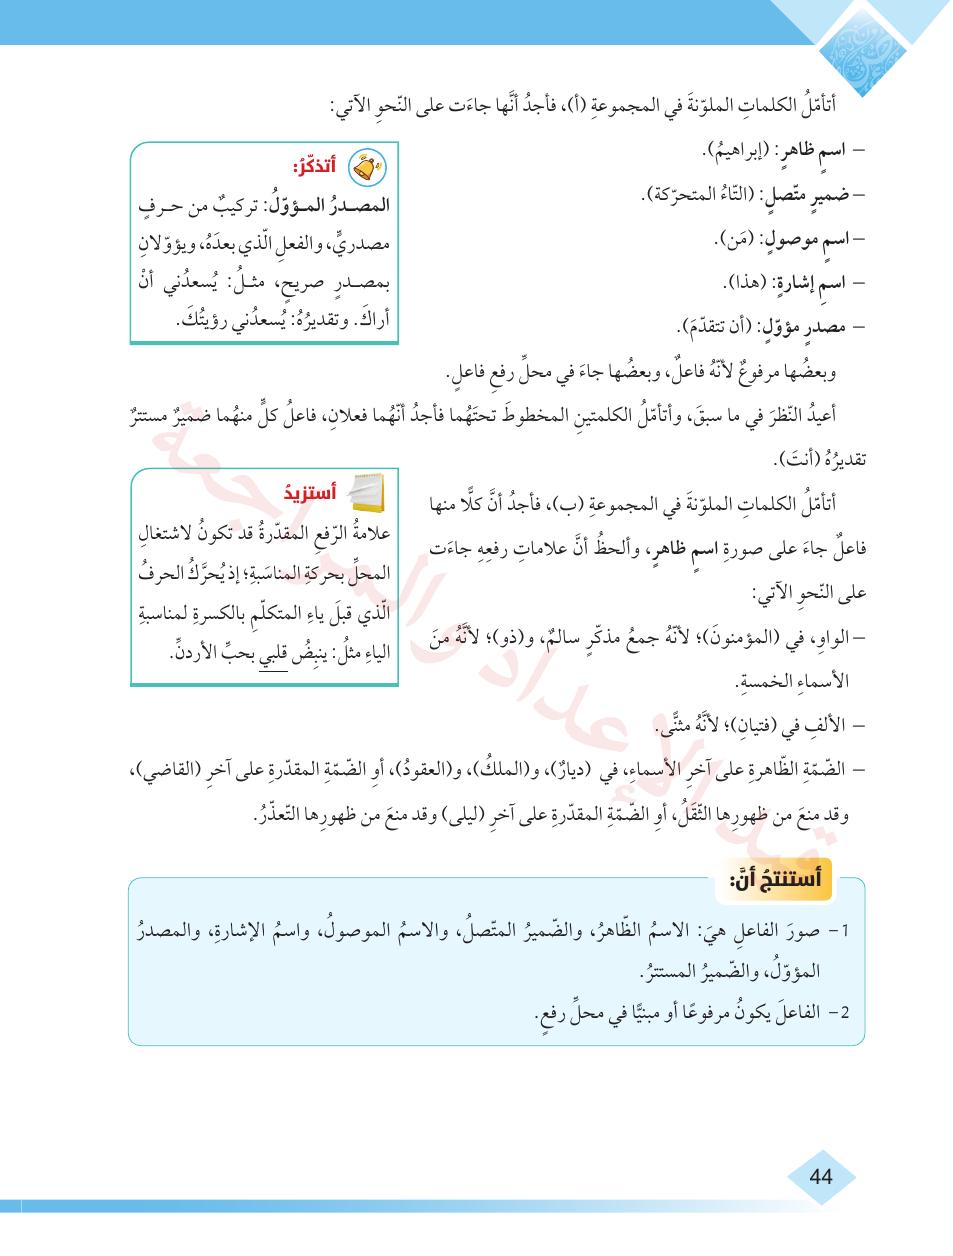 أتأمّلُ الكلماتِ الملوّنةَ في المجموعةِ (أ)، فأجدُ أنَّها جاءَت على النّحوِ الآتي:
– اسمٍ ظاهرٍ: (إبراهيمُ).
– ضميرٍ متّصلٍ: (التّاءُ المتحرّكة).
– اسمٍ موصولٍ: (مَن).
– اسمِ إشارةٍ: (هذا).
– مصدرٍ مؤوّلٍ: (أن تتقدّمَ).
أتذكّرُ:
المصـدرُ المـؤوّلُ: تركيبٌ من حـرفٍ
مصدريٍّ، والفعلِ الّذي بعدَهُ، ويؤوّلانِ
بمصـدرٍ صريحٍ، مثـلُ: يُسعدُني أنْ
أراكَ. وتقديرُهُ: يُسعدُني رؤيتُكَ.
وبعضُها مرفوعٌ لأنّهُ فاعلٌ، وبعضُها جاءَ في محلِّ رفعِ فاعلٍ.
أعيدُ النّظرَ في ما سبقَ، وأتأمّلُ الكلمتينِ المخطوطَ تحتَهُما فأجدُ أنّهُما فعلانِ، فاعلُ كلٍّ منهُما ضميرٌ مستترٌ
تقديرُهُ (أنتَ).
أتأمّلُ الكلماتِ الملوّنةَ في المجموعةِ (ب)، فأجدُ أنَّ كلًّا منها
فاعلٌ جاءَ على صورةِ اسمٍ ظاهرٍ، وألحظُ أنَّ علاماتِ رفعِهِ جاءَت
على النّحوِ الآتي:
– الواوِ، في (المؤمنونَ)؛ لأنّهُ جمعُ مذكّرٍ سالمٌ، و(ذو)؛ لأنَّهُ منَ
الأسماءِ الخمسةِ.
أستزيدُ
علامةُ الرّفعِ المقدّرةُ قد تكونُ لاشتغالِ
المحلِّ بحركةِ المناسَبةِ؛ إذ يُحرَّكُ الحرفُ
الّذي قبلَ ياءِ المتكلّمِ بالكسرةِ لمناسبةِ
الياءِ مثلُ: ينبِضُ قلبي بحبِّ الأردنِّ.
– الألفِ في (فتيانِ)؛ لأنَّهُ مثنًّى.
– الضّمّةِ الظّاهرةِ على آخرِ الأسماءِ، في (ديارُ)، و(الملكُ)، و(العقودُ)، أوِ الضّمّةِ المقدّرةِ على آخرِ (القاضي)،
وقد منعَ من ظهورِها الثّقَلُ، أوِ الضّمّةِ المقدّرةِ على آخرِ (ليلى) وقد منعَ من ظهورِها التّعذّرُ.
أستنتجُ أنَّ:
1– صورَ الفاعلِ هيَ: الاسمُ الظّاهرُ، والضّميرُ المتّصلُ، والاسمُ الموصولُ، واسمُ الإشارةِ، والمصدرُ
المؤوّلُ، والضّميرُ المستترُ.
2– الفاعلَ يكونُ مرفوعًا أو مبنيًّا في محلِّ رفعٍ.
44
قيد الإعداد والمراجعة